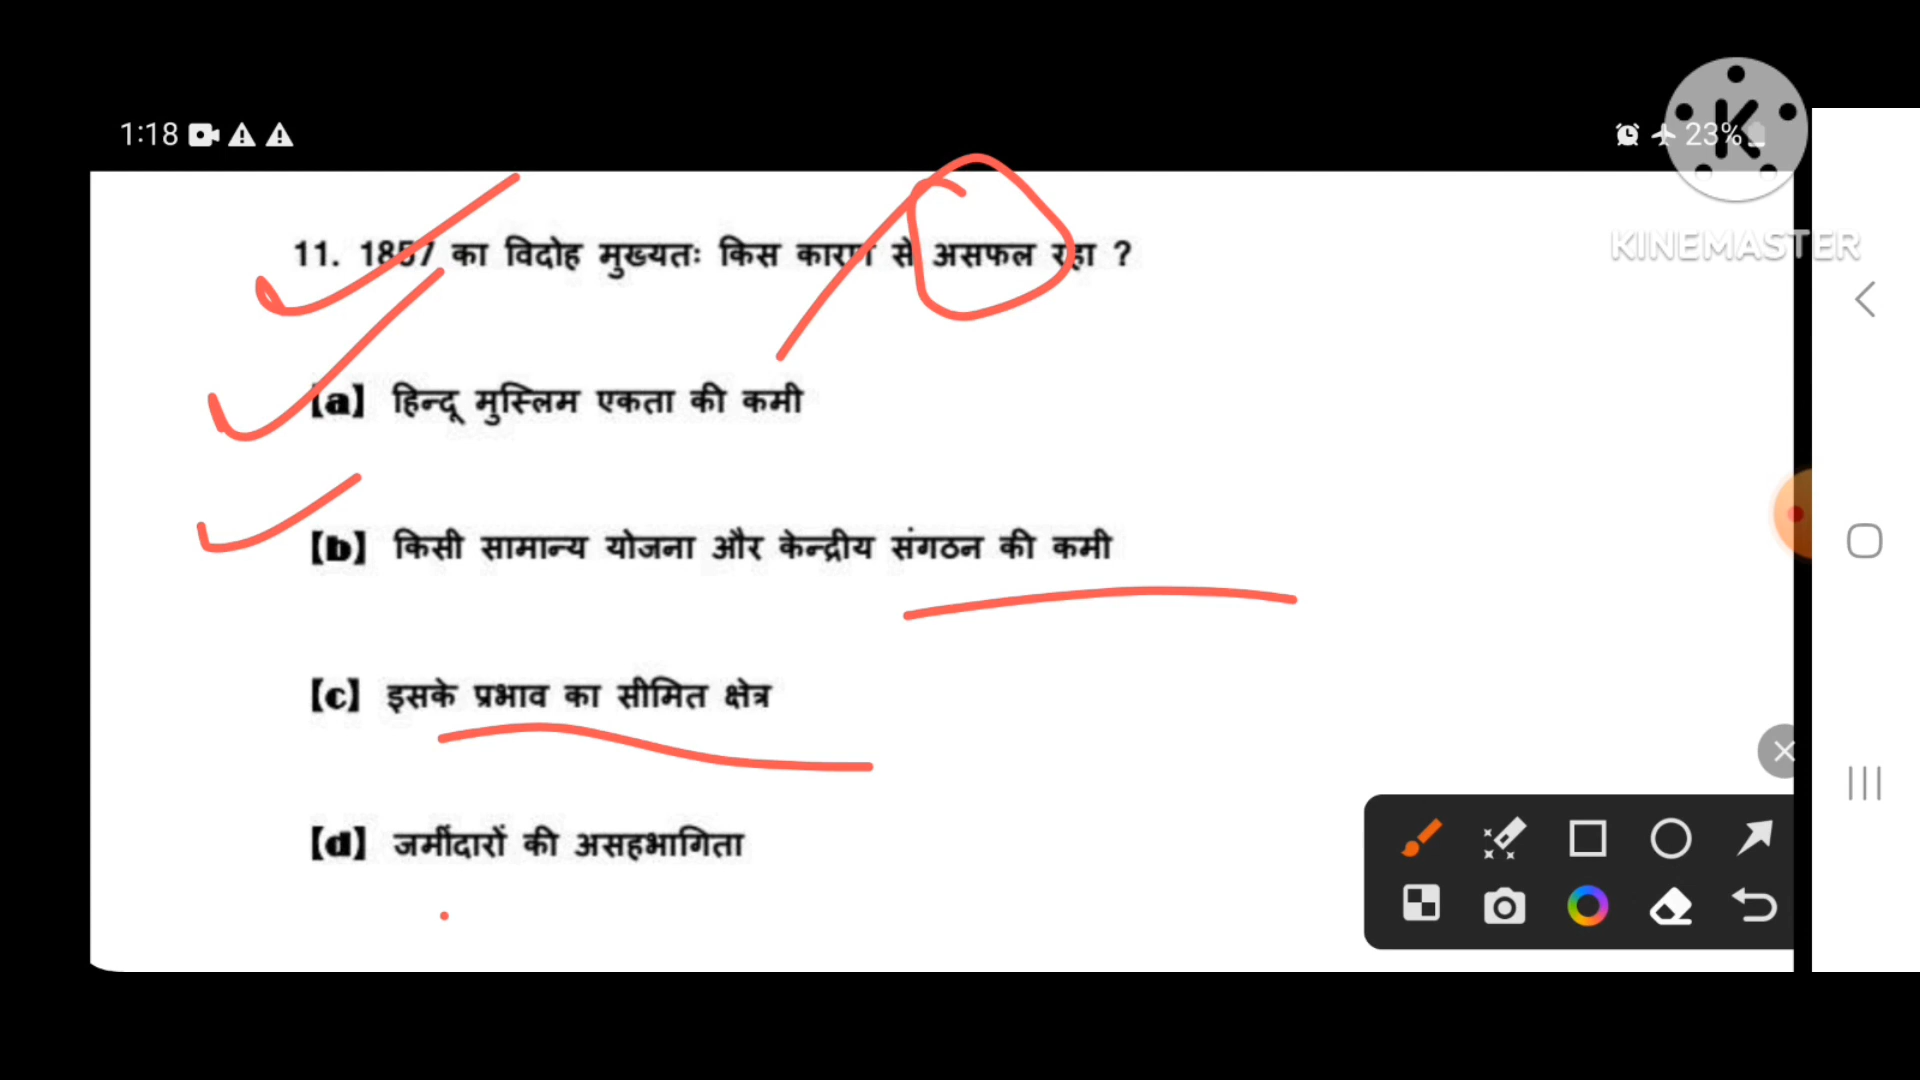 1:18
23%
KINEMASTER
11. 1857 का विदोह मुख्यतः किस कारण से असफल रहा ?
[a] हिन्दू मुस्लिम एकता की कमी
[b] किसी सामान्य योजना और केन्द्रीय संगठन की कमी
[c] इसके प्रभाव का सीमित क्षेत्र
[d] जमींदारों की असहभागिता